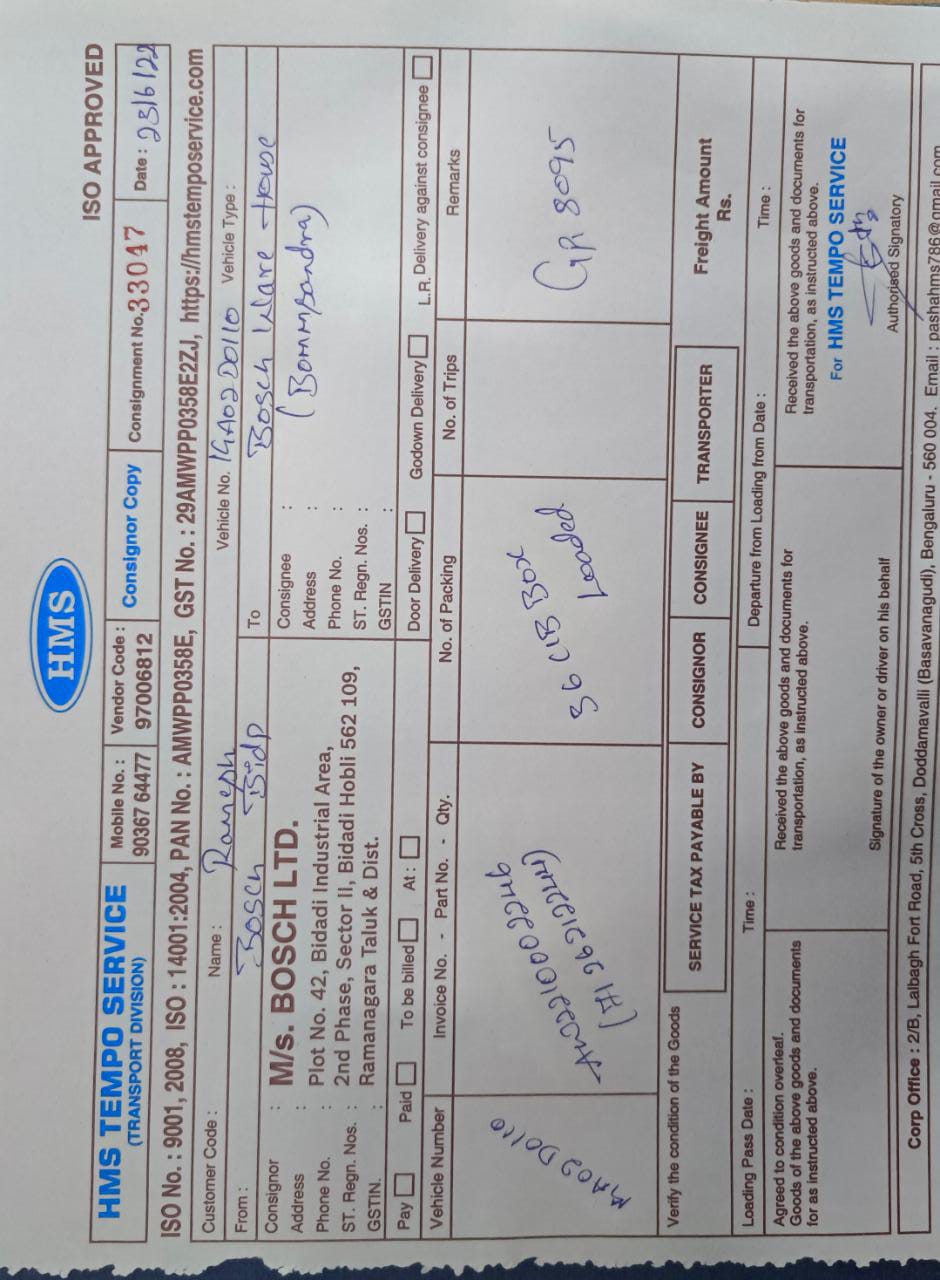 HMS
ISO APPROVED
HMS TEMPO SERVICE
(TRANSPORT DIVISION)
Mobile No. :
90367 64477
Vendor Code :
97006812
Consignor Copy
Consignment No. 33047
Date : 23/6/22
ISO No. : 9001, 2008, ISO : 14001:2004, PAN No. : AMWPP0358E, GST No. : 29AMWPP0358E2ZJ, https://hmstemposervice.com
Customer Code : Name : Ramesh Vehicle No. KA02D0110 Vehicle Type :
From : Bosch Bidp
To Bosch Ware House
(Bommsandra)
Consignor :
Address :
Phone No. :
ST. Regn. Nos. :
GSTIN. :
M/s. BOSCH LTD.
Plot No. 42, Bidadi Industrial Area,
2nd Phase, Sector II, Bidadi Hobli 562 109,
Ramanagara Taluk & Dist.
Consignee :
Address :
Phone No. :
ST. Regn. Nos. :
GSTIN :
Pay Paid To be billed At :
Door Delivery Godown Delivery L.R. Delivery against consignee
Vehicle Number
Invoice No. - Part No. - Qty.
No. of Packing
No. of Trips
Remarks
KA02D0110
AW22100002246
(7126212244)
36 CIB BOX
Loaded
8095
Verify the condition of the Goods
SERVICE TAX PAYABLE BY
CONSIGNOR
CONSIGNEE
TRANSPORTER
Freight Amount
Rs.
Loading Pass Date : Time :
Departure from Loading from Date : Time :
Agreed to condition overleaf.
Goods of the above goods and documents
for as instructed above.
Received the above goods and documents for
transportation, as instructed above.
Signature of the owner or driver on his behalf
Received the above goods and documents for
transportation, as instructed above.
For HMS TEMPO SERVICE
Authorised Signatory
Corp Office : 2/B, Lalbagh Fort Road, 5th Cross, Doddamavalli (Basavanagudi), Bengaluru - 560 004. Email : pashahms786@gmail.com